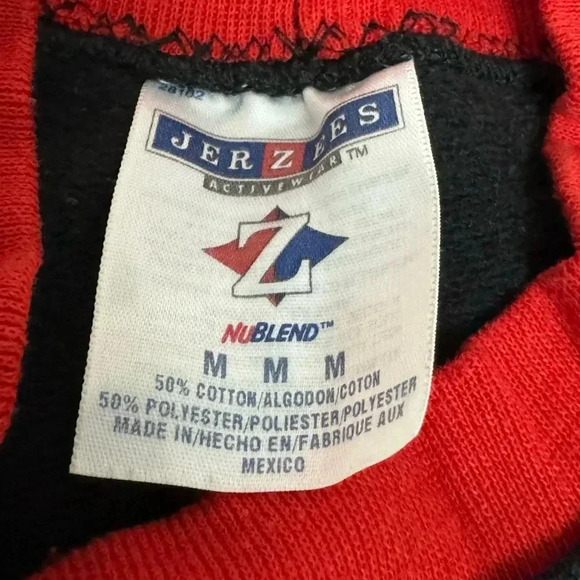 28182
JERZEES
ACTIVEWEAR ™
Z
NUBLEND™
M M M
50% COTTON/ALGODON/COTON
50% POLYESTER/POLIESTER/POLYESTER
MADE IN/HECHO EN/FABRIQUE AUX
MEXICO